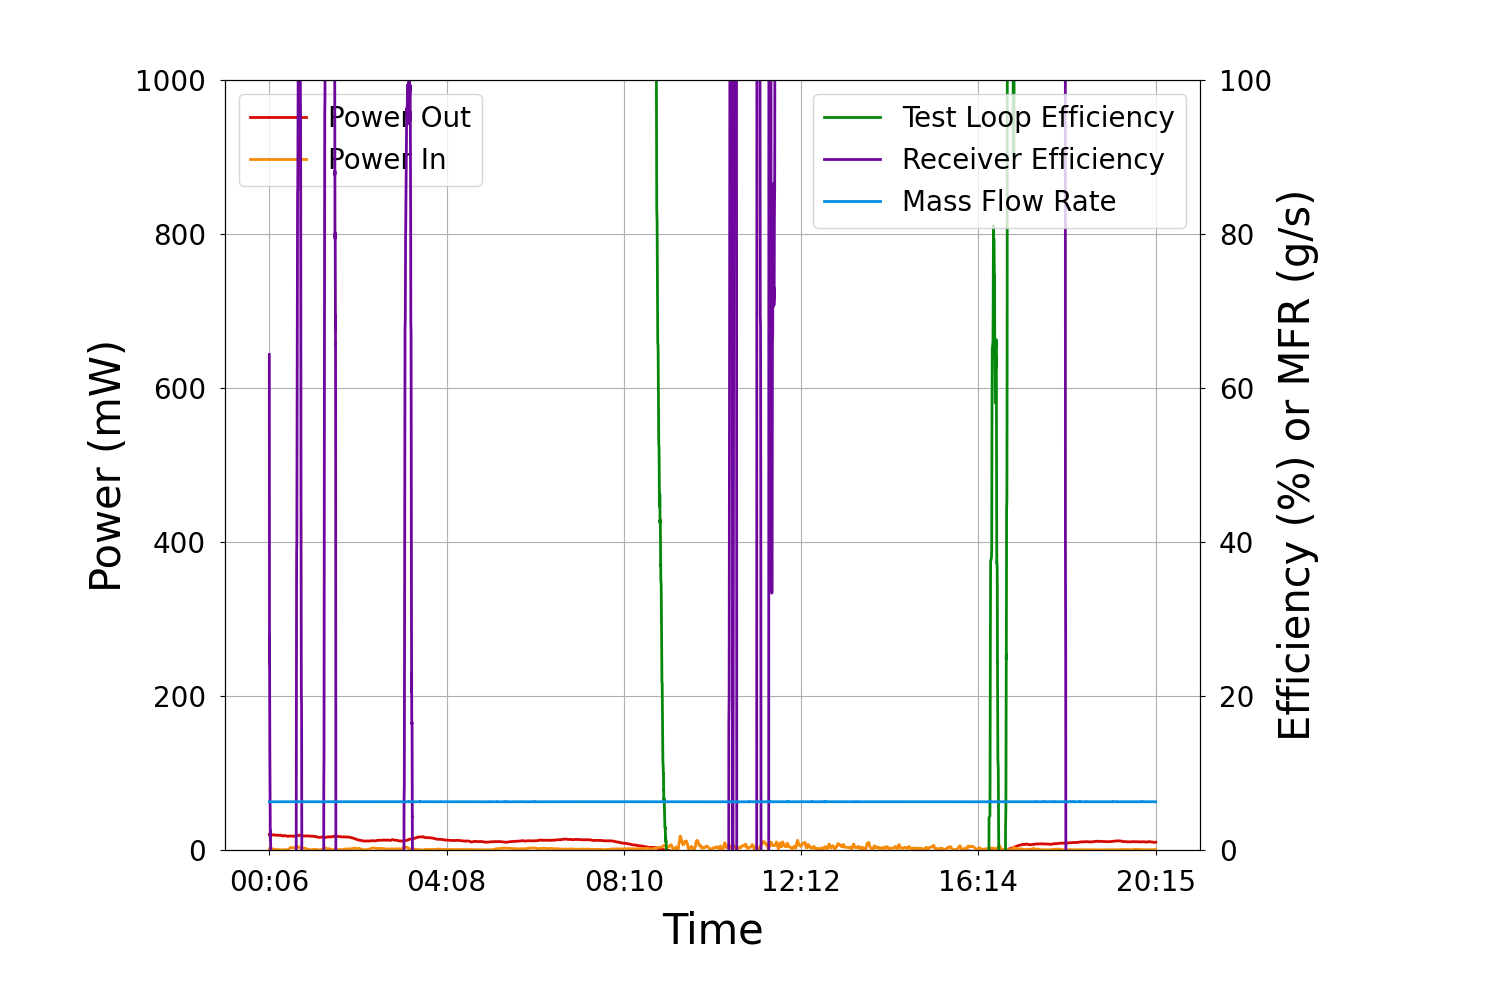 1000
800
600
400
200
0
Power (mW)
Power Out
Power In
Test Loop Efficiency
Receiver Efficiency
Mass Flow Rate
100
80
60
40
20
0
Efficiency (%) or MFR (g/s)
00:06 04:08 08:10 12:12 16:14 20:15
Time